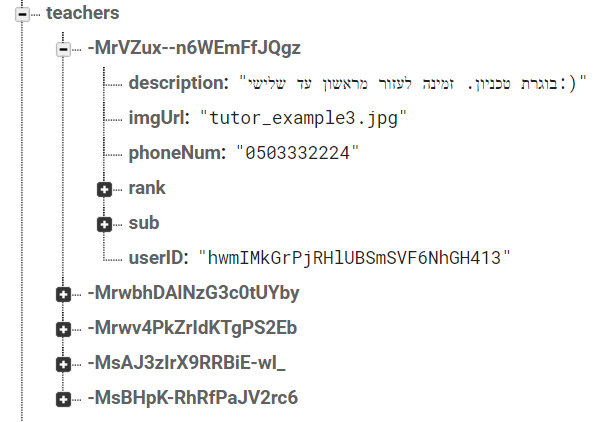 teachers
-MrVZux--n6WEmFfJQgz
description: "בוגרת טכניון. זמינה לעזור מראשון עד שלישי:)"
imgUrl: "tutor_example3.jpg"
phoneNum: "0503332224"
rank
sub
userID: "hwmIMkGrPjRHlUBSmSVF6NhGH413"
-MrwbhDAlNzG3c0tUYby
-Mrwv4PkZrIdKTgPS2Eb
-MsAJ3zIrX9RRBiE-wI_
-MsBHpK-RhRfPaJV2rc6